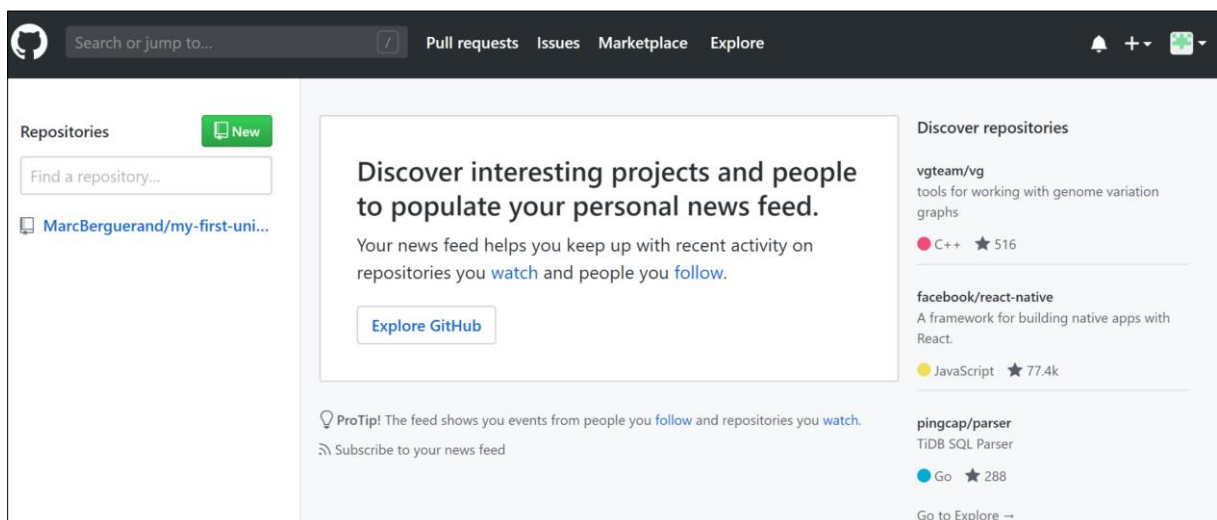 Search or jump to... /
Pull requests Issues Marketplace Explore
Repositories
New
Find a repository...
MarcBerguerand/my-first-uni...
Discover interesting projects and people
to populate your personal news feed.
Your news feed helps you keep up with recent activity on
repositories you watch and people you follow.
Explore GitHub
ProTip! The feed shows you events from people you follow and repositories you watch.
Subscribe to your news feed
Discover repositories
vgteam/vg
tools for working with genome variation
graphs
C++ 516
facebook/react-native
A framework for building native apps with
React.
JavaScript 77.4k
pingcap/parser
TiDB SQL Parser
Go 288
Go to Explore →